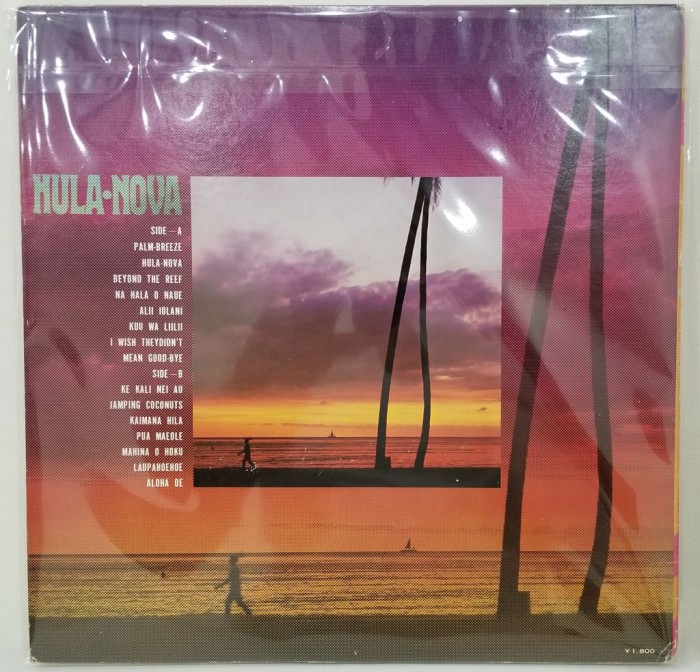 HULA•NOVA
SIDE—A
PALM-BREEZE
HULA-NOVA
BEYOND THE REEF
NA HALA O NAUE
ALII IOLANI
KUU WA LIILII
I WISH THEYDIDN'T
MEAN GOOD-BYE
SIDE—B
KE KALI NEI AU
JAMPING COCONUTS
KAIMANA HILA
PUA MAEOLE
MAHINA O HOKU
LAUPAHOEHOE
ALOHA OE
¥1,800